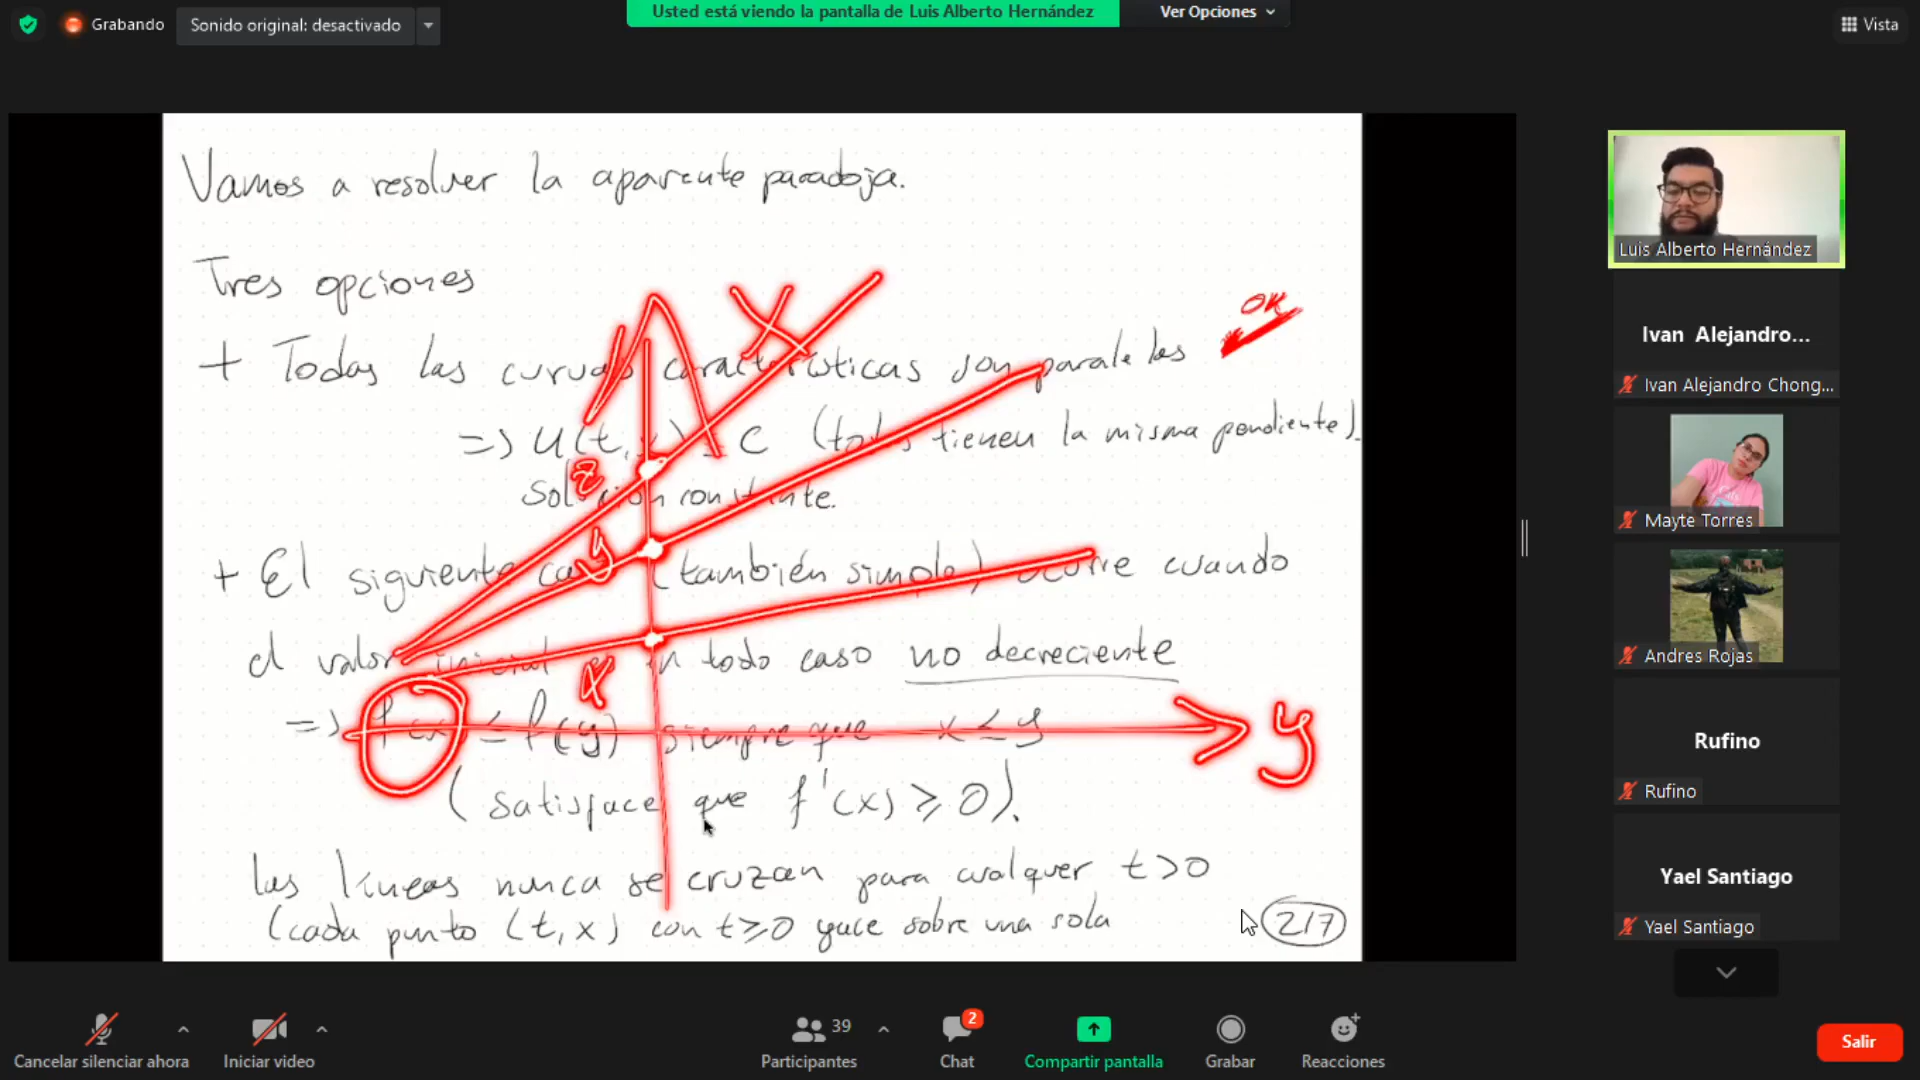 Grabando
Sonido original: desactivado
Usted está viendo la pantalla de Luis Alberto Hernández
Ver Opciones
Vista
Vamos a resolver la aparente paradoja.
Tres opciones
+ Todas las curvas características son paralelas
OK
X
=> u(t,x) = C (todas tienen la misma pendiente).
z
Solución constante.
y
+ El siguiente caso (también simple) ocurre cuando
el valor inicial es en todo caso no decreciente
x
=> f(x) ≤ f(y) siempre que x ≤ y
y
(satisface que f'(x) ≥ 0).
las líneas nunca se cruzan para cualquer t>0
(cada punto (t,x) con t≥0 yace sobre una sola
217
Luis Alberto Hernández
Ivan Alejandro...
Ivan Alejandro Chong...
Mayte Torres
Andres Rojas
Rufino
Rufino
Yael Santiago
Yael Santiago
Cancelar silenciar ahora
Iniciar video
39
Participantes
2
Chat
Compartir pantalla
Grabar
Reacciones
Salir